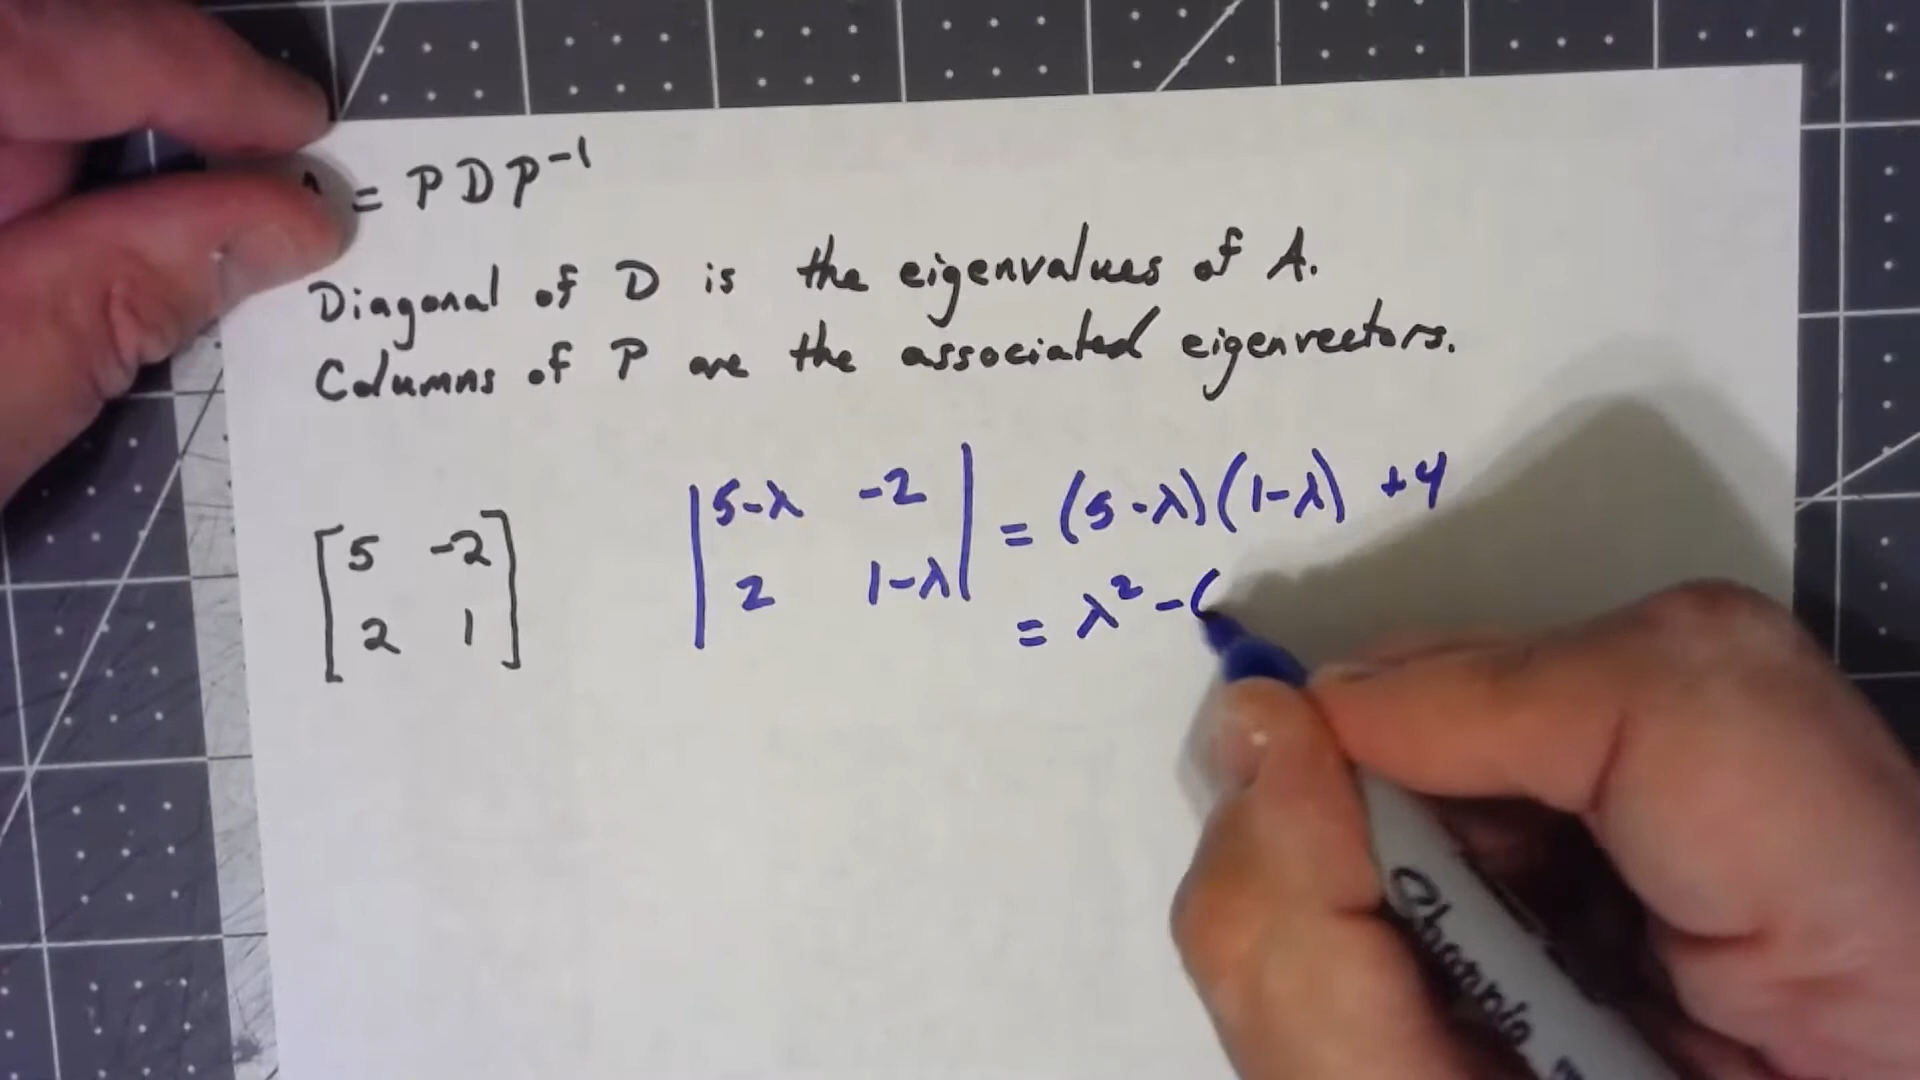 = PDP⁻¹
Diagonal of D is the eigenvalues of A.
Columns of P are the associated eigenvectors.
5 -2
2 1
|5-λ -2| = (5-λ)(1-λ) +4
|2 1-λ|
= λ² -
Sharpie